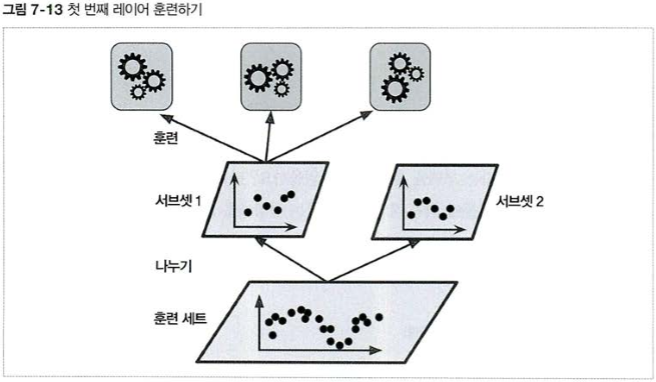 그림 7-13 첫 번째 레이어 훈련하기
훈련
서브셋 1
서브셋 2
나누기
훈련 세트